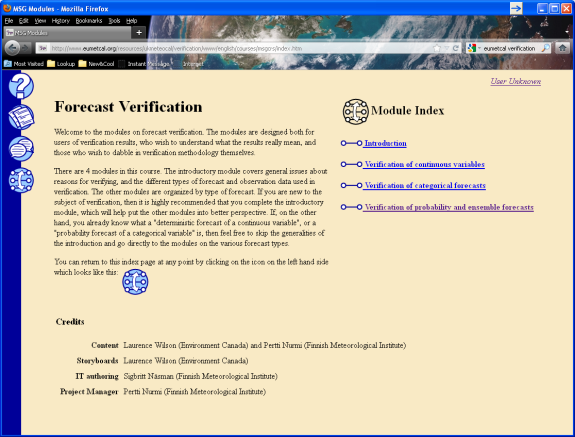 MSG Modules - Mozilla Firefox
File Edit View History Bookmarks Tools Help
MSG Modules
www.eumetcal.org/resources/ukmeteocal/verification/www/english/courses/msgcrs/index.htm
eumetcal verification
Most Visited Lookup New&Cool Instant Message Internet
User Unknown
Forecast Verification
Welcome to the modules on forecast verification. The modules are designed both for
users of verification results, who wish to understand what the results really mean, and
those who wish to dabble in verification methodology themselves.
There are 4 modules in this course. The introductory module covers general issues about
reasons for verifying, and the different types of forecast and observation data used in
verification. The other modules are organized by type of forecast. If you are new to the
subject of verification, then it is highly recommended that you complete the introductory
module, which will help put the other modules into better perspective. If, on the other
hand, you already know what a "deterministic forecast of a continuous variable", or a
"probability forecast of a categorical variable" is, then feel free to skip the generalities of
the introduction and go directly to the modules on the various forecast types.
You can return to this index page at any point by clicking on the icon on the left hand side
which looks like this:
Module Index
Introduction
Verification of continuous variables
Verification of categorical forecasts
Verification of probability and ensemble forecasts
Credits
Content Laurence Wilson (Environment Canada) and Pertti Nurmi (Finnish Meteorological Institute)
Storyboards Laurence Wilson (Environment Canada)
IT authoring Sigbritt Näsman (Finnish Meteorological Institute)
Project Manager Pertti Nurmi (Finnish Meteorological Institute)